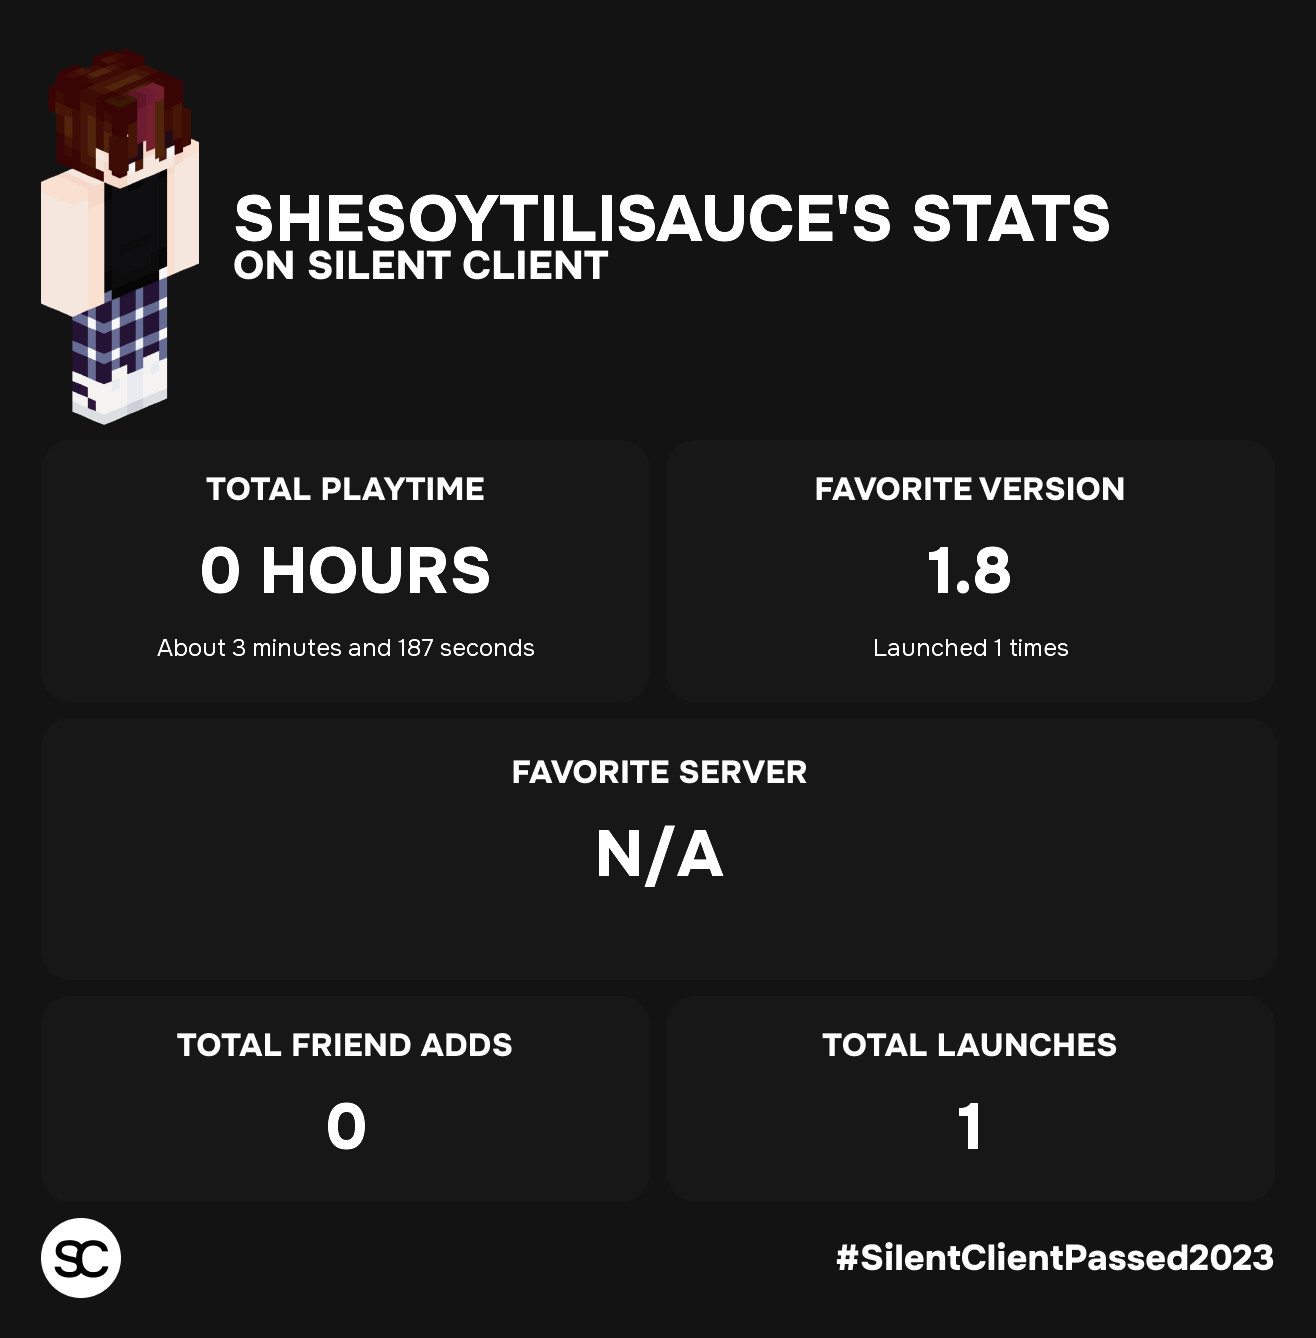 SHESOYTILISAUCE'S STATS
ON SILENT CLIENT
TOTAL PLAYTIME
0 HOURS
About 3 minutes and 187 seconds
FAVORITE VERSION
1.8
Launched 1 times
FAVORITE SERVER
N/A
TOTAL FRIEND ADDS
0
TOTAL LAUNCHES
1
SC
#SilentClientPassed2023